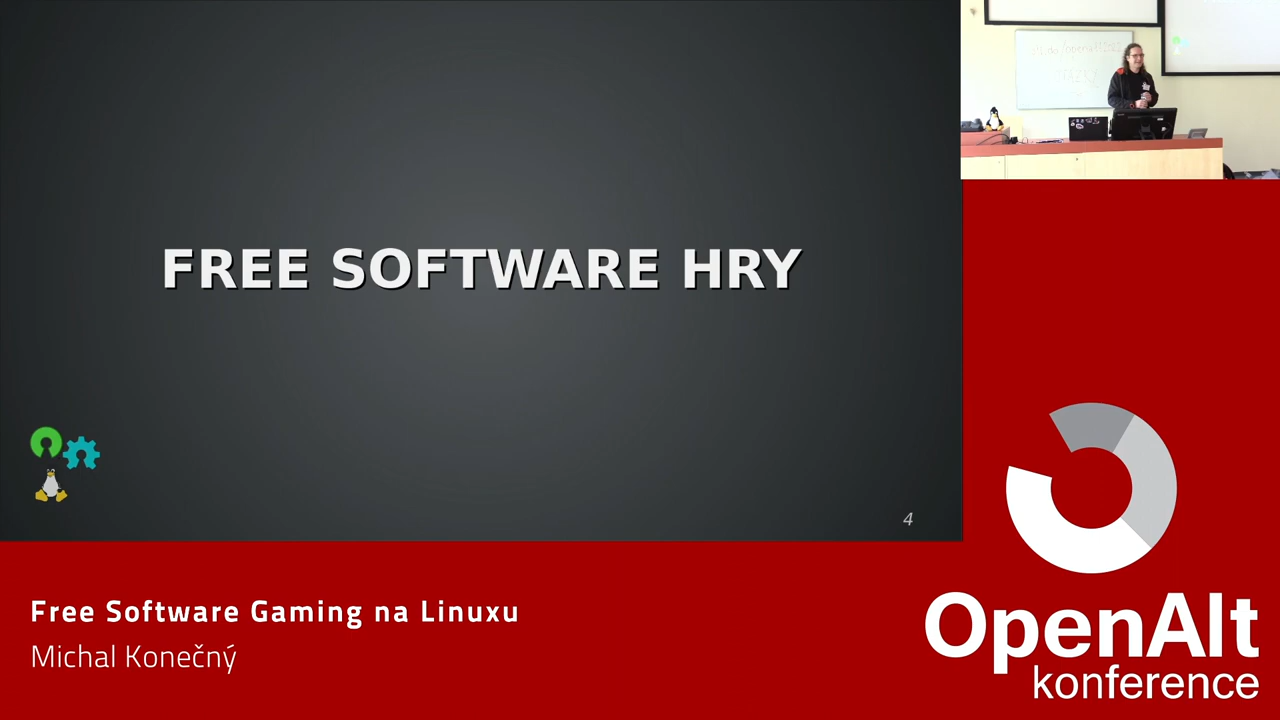 FREE SOFTWARE HRY
4
Free Software Gaming na Linuxu
Michal Konečný
OpenAlt
konference